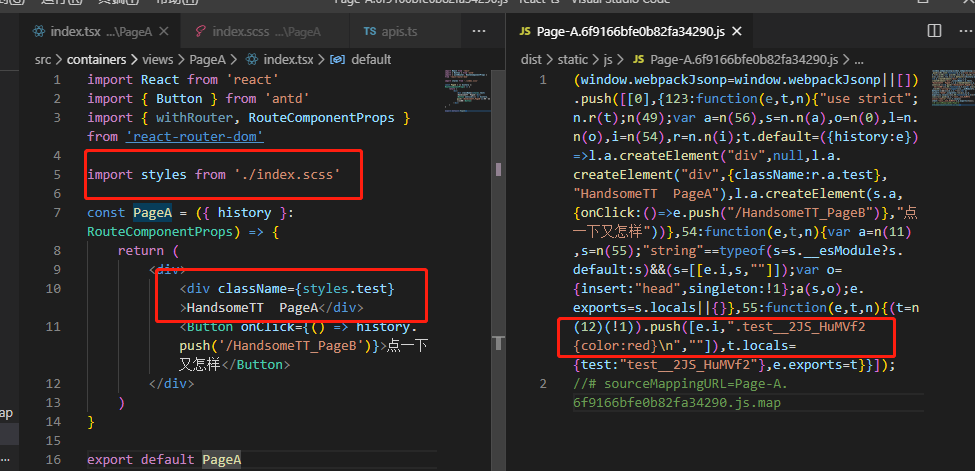 index.tsx ...\PageA
index.scss ...\PageA
TS apis.ts
...
src > containers > views > PageA > index.tsx > default
1 import React from 'react'
2 import { Button } from 'antd'
3 import { withRouter, RouteComponentProps }
from 'react-router-dom'
4
5 import styles from './index.scss'
6
7 const PageA = ({ history }:
RouteComponentProps) => {
8 return (
9 <div>
10 <div className={styles.test}
>HandsomeTT PageA</div>
11 <Button onClick={() => history.
push('/HandsomeTT_PageB')}>点一下
又怎样</Button>
12 </div>
13 )
14 }
15
16 export default PageA
JS Page-A.6f9166bfe0b82fa34290.js
...
dist > static > js > JS Page-A.6f9166bfe0b82fa34290.js > ...
1 (window.webpackJsonp=window.webpackJsonp||[])
.push([[0],{123:function(e,t,n){"use strict";
n.r(t);n(49);var a=n(56),s=n.n(a),o=n(0),l=n.
n(o),i=n(54),r=n.n(i);t.default=({history:e})
=>l.a.createElement("div",null,l.a.
createElement("div",{className:r.a.test},
"HandsomeTT PageA"),l.a.createElement(s.a,
{onClick:()=>e.push("/HandsomeTT_PageB")},"点
一下又怎样"))},54:function(e,t,n){var a=n(11)
,s=n(55);"string"==typeof(s=s.__esModule?s.
default:s)&&(s=[[e.i,s,""]]);var o=
{insert:"head",singleton:!1};a(s,o);e.
exports=s.locals||{}},55:function(e,t,n){(t=n
(12)(!1)).push([e.i,".test__2JS_HuMVf2
{color:red}\n",""]),t.locals=
{test:"test__2JS_HuMVf2"},e.exports=t}}]);
2 //# sourceMappingURL=Page-A.
6f9166bfe0b82fa34290.js.map
ap